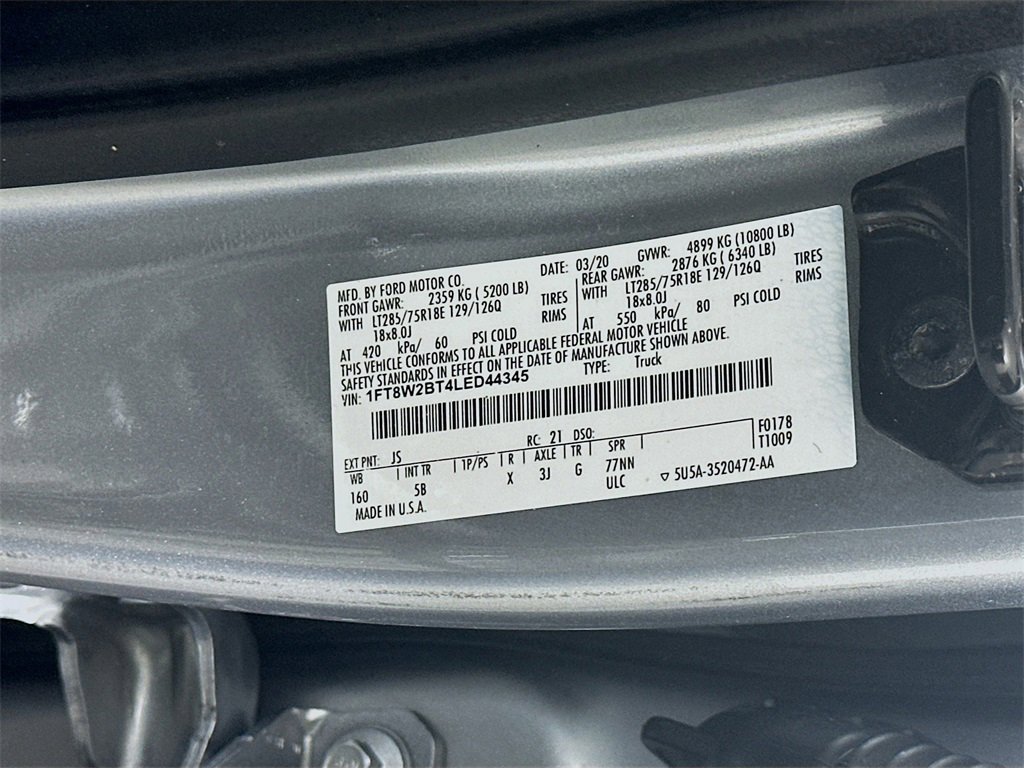 MFD. BY FORD MOTOR CO. DATE: 03/20 GVWR: 4899 KG (10800 LB)
FRONT GAWR: 2359 KG ( 5200 LB) REAR GAWR: 2876 KG ( 6340 LB)
WITH LT285/75R18E 129/126Q TIRES WITH LT285/75R18E 129/126Q TIRES
18x8.0J RIMS 18x8.0J RIMS
AT 420 kPa/ 60 PSI COLD AT 550 kPa/ 80 PSI COLD
THIS VEHICLE CONFORMS TO ALL APPLICABLE FEDERAL MOTOR VEHICLE
SAFETY STANDARDS IN EFFECT ON THE DATE OF MANUFACTURE SHOWN ABOVE.
VIN: 1FT8W2BT4LED44345 TYPE: Truck
F0178
T1009
EXT PNT: JS RC: 21 DSO:
WB INT TR 1P/PS R AXLE TR SPR
160 5B X 3J G 77NN
ULC
▽ 5U5A-3520472-AA
MADE IN U.S.A.